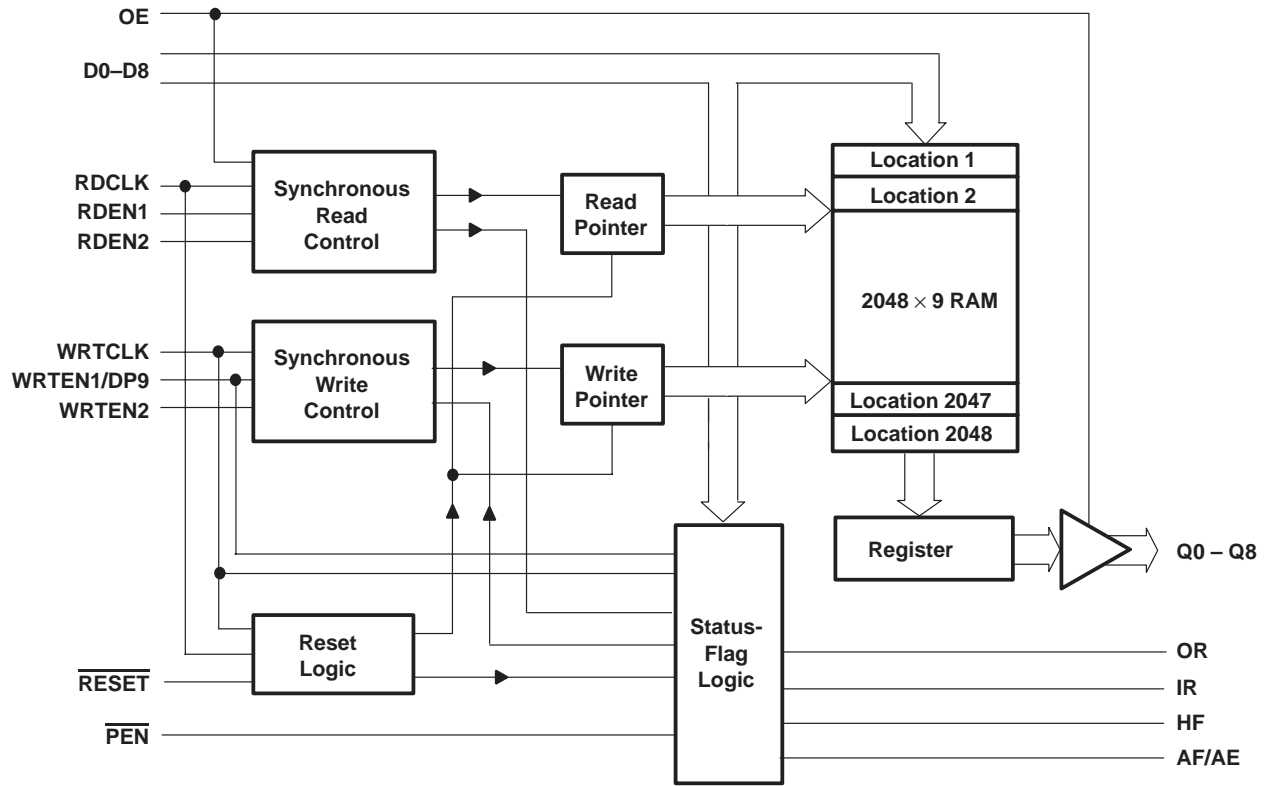 OE
D0–D8
Location 1
RDCLK
RDEN1
RDEN2
Synchronous
Read
Control
Read
Pointer
Location 2
2048 × 9 RAM
WRTCLK
WRTEN1/DP9
WRTEN2
Synchronous
Write
Control
Write
Pointer
Location 2047
Location 2048
Register
Q0 – Q8
RESET
PEN
Reset
Logic
Status-
Flag
Logic
OR
IR
HF
AF/AE